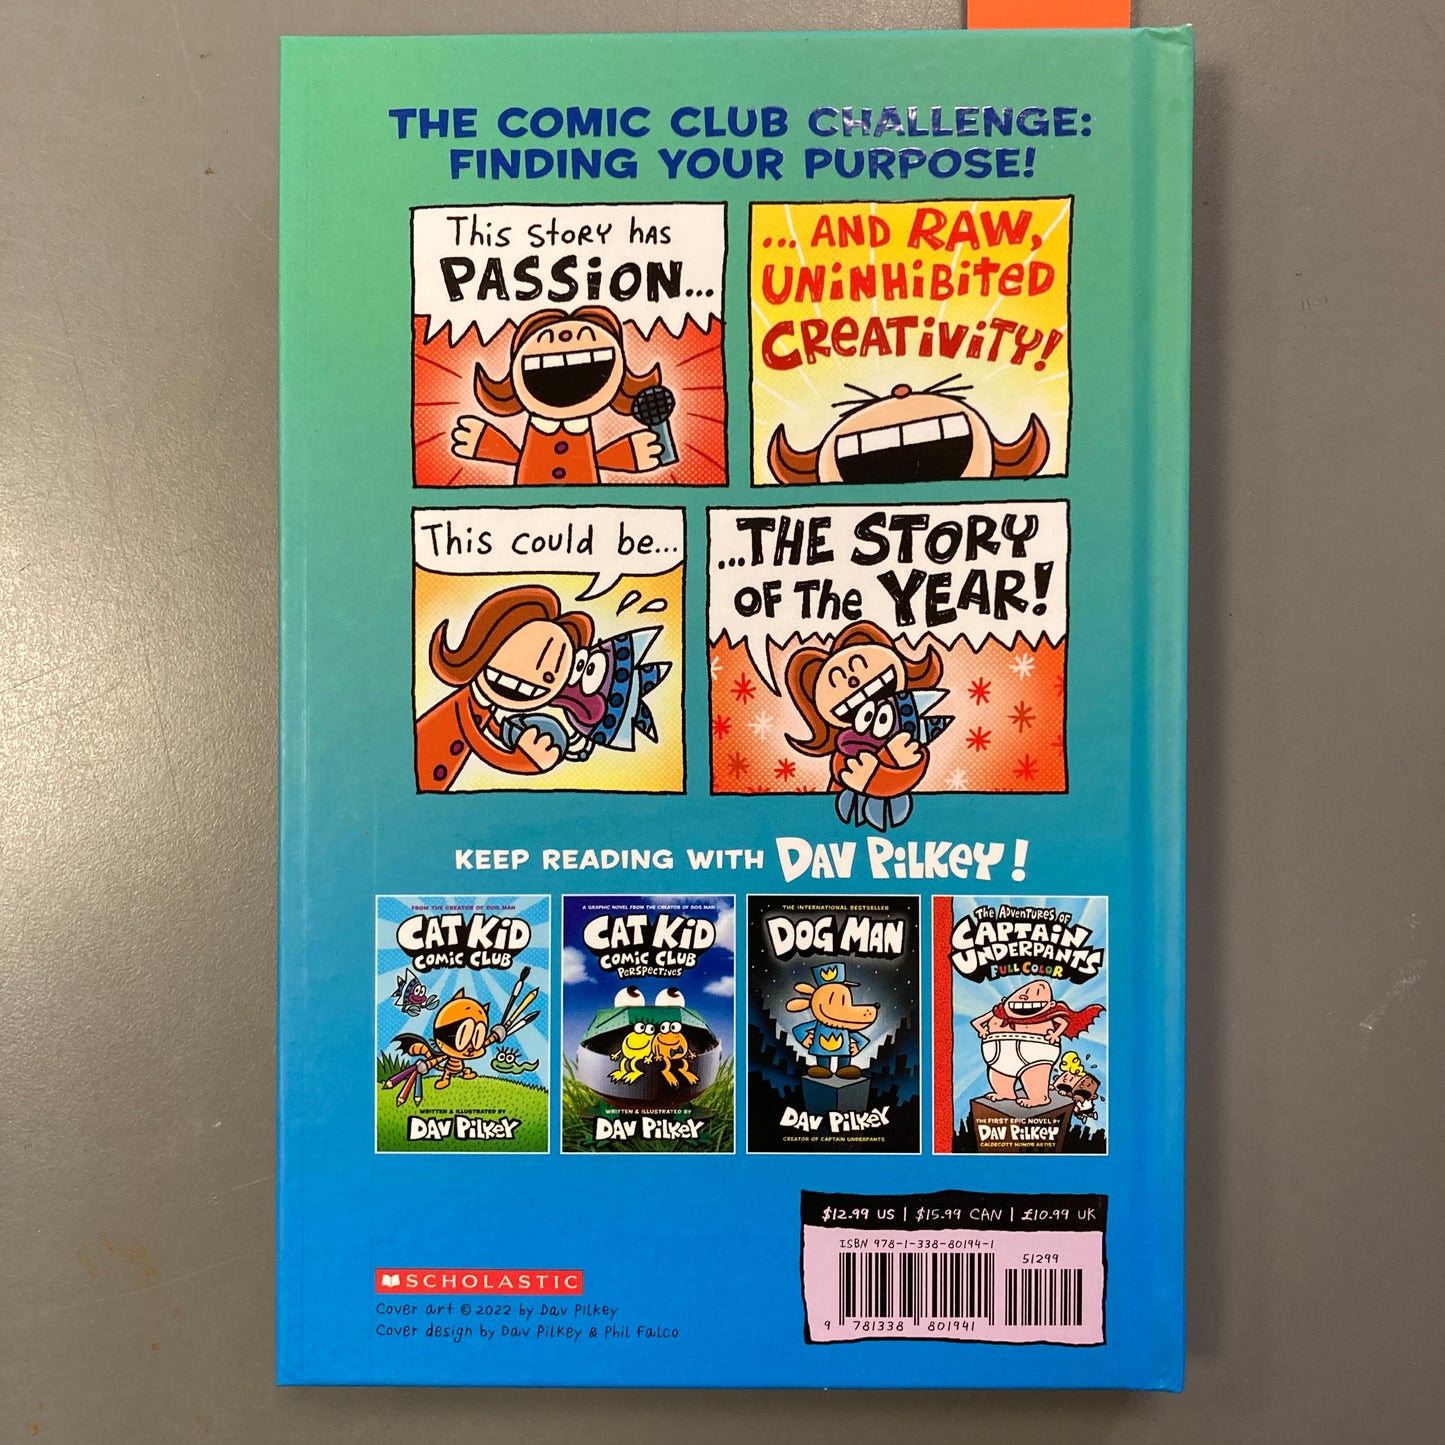 THE COMIC CLUB CHALLENGE:
FINDING YOUR PURPOSE!
This story has
PASSION...
...AND RAW,
UNINHIBITED
CREATIVITY!
This could be...
...THE STORY
OF The YEAR!
KEEP READING WITH DAV PILKEY!
FROM THE CREATOR OF DOG MAN
CAT KID
COMIC CLUB
WRITTEN & ILLUSTRATED BY
DAV PILKEY
A GRAPHIC NOVEL FROM THE CREATOR OF DOG MAN
CAT KID
COMIC CLUB
PERSPECTIVES
WRITTEN & ILLUSTRATED BY
DAV PILKEY
THE INTERNATIONAL BESTSELLER
DOG MAN
DAV PILKEY
CREATOR OF CAPTAIN UNDERPANTS
The Adventures of
CAPTAIN
UNDERPANTS
FULL COLOR
THE FIRST EPIC NOVEL BY
DAV PILKEY
CALDECOTT HONOR ARTIST
$12.99 US | $15.99 CAN | £10.99 UK
ISBN 978-1-338-80194-1
51299
9 781338 801941
SCHOLASTIC
Cover art © 2022 by Dav Pilkey
Cover design by Dav Pilkey & Phil Falco